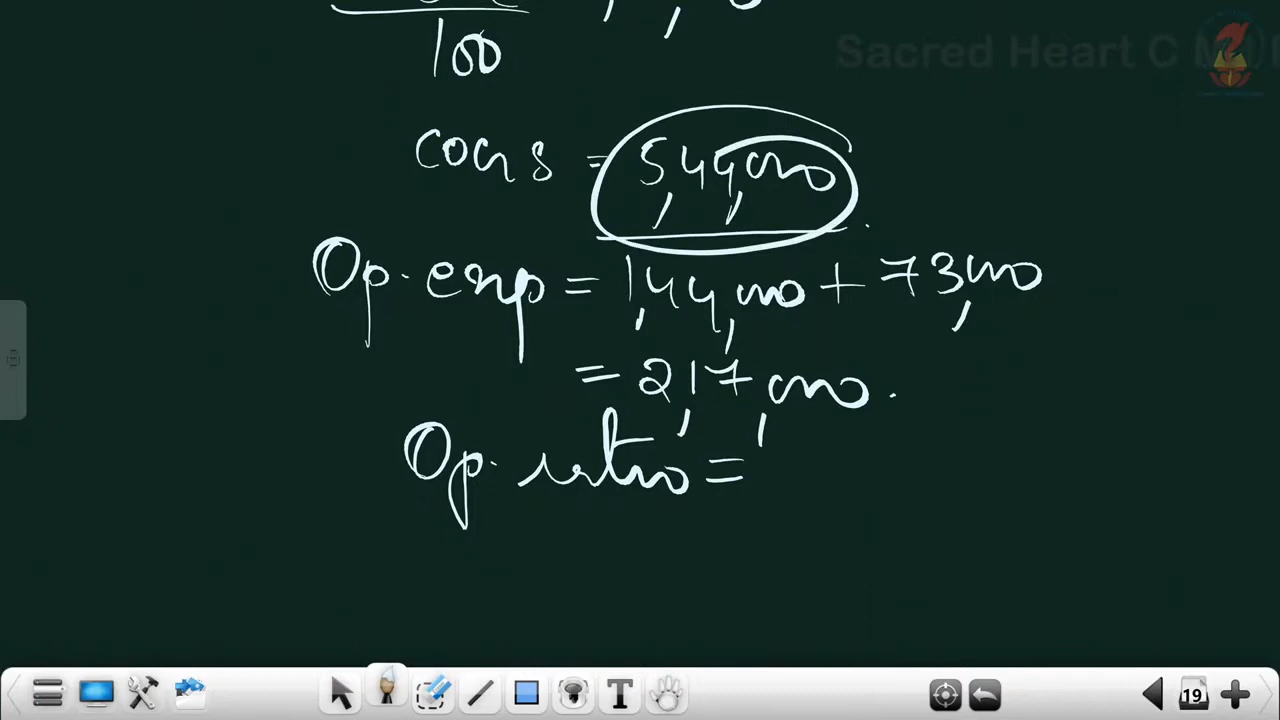 100
Sacred Heart C M I
COGS = 5,44,000
Op. exp = 1,44,000 + 73,000
= 2,17,000.
Op. ratio =
T
19